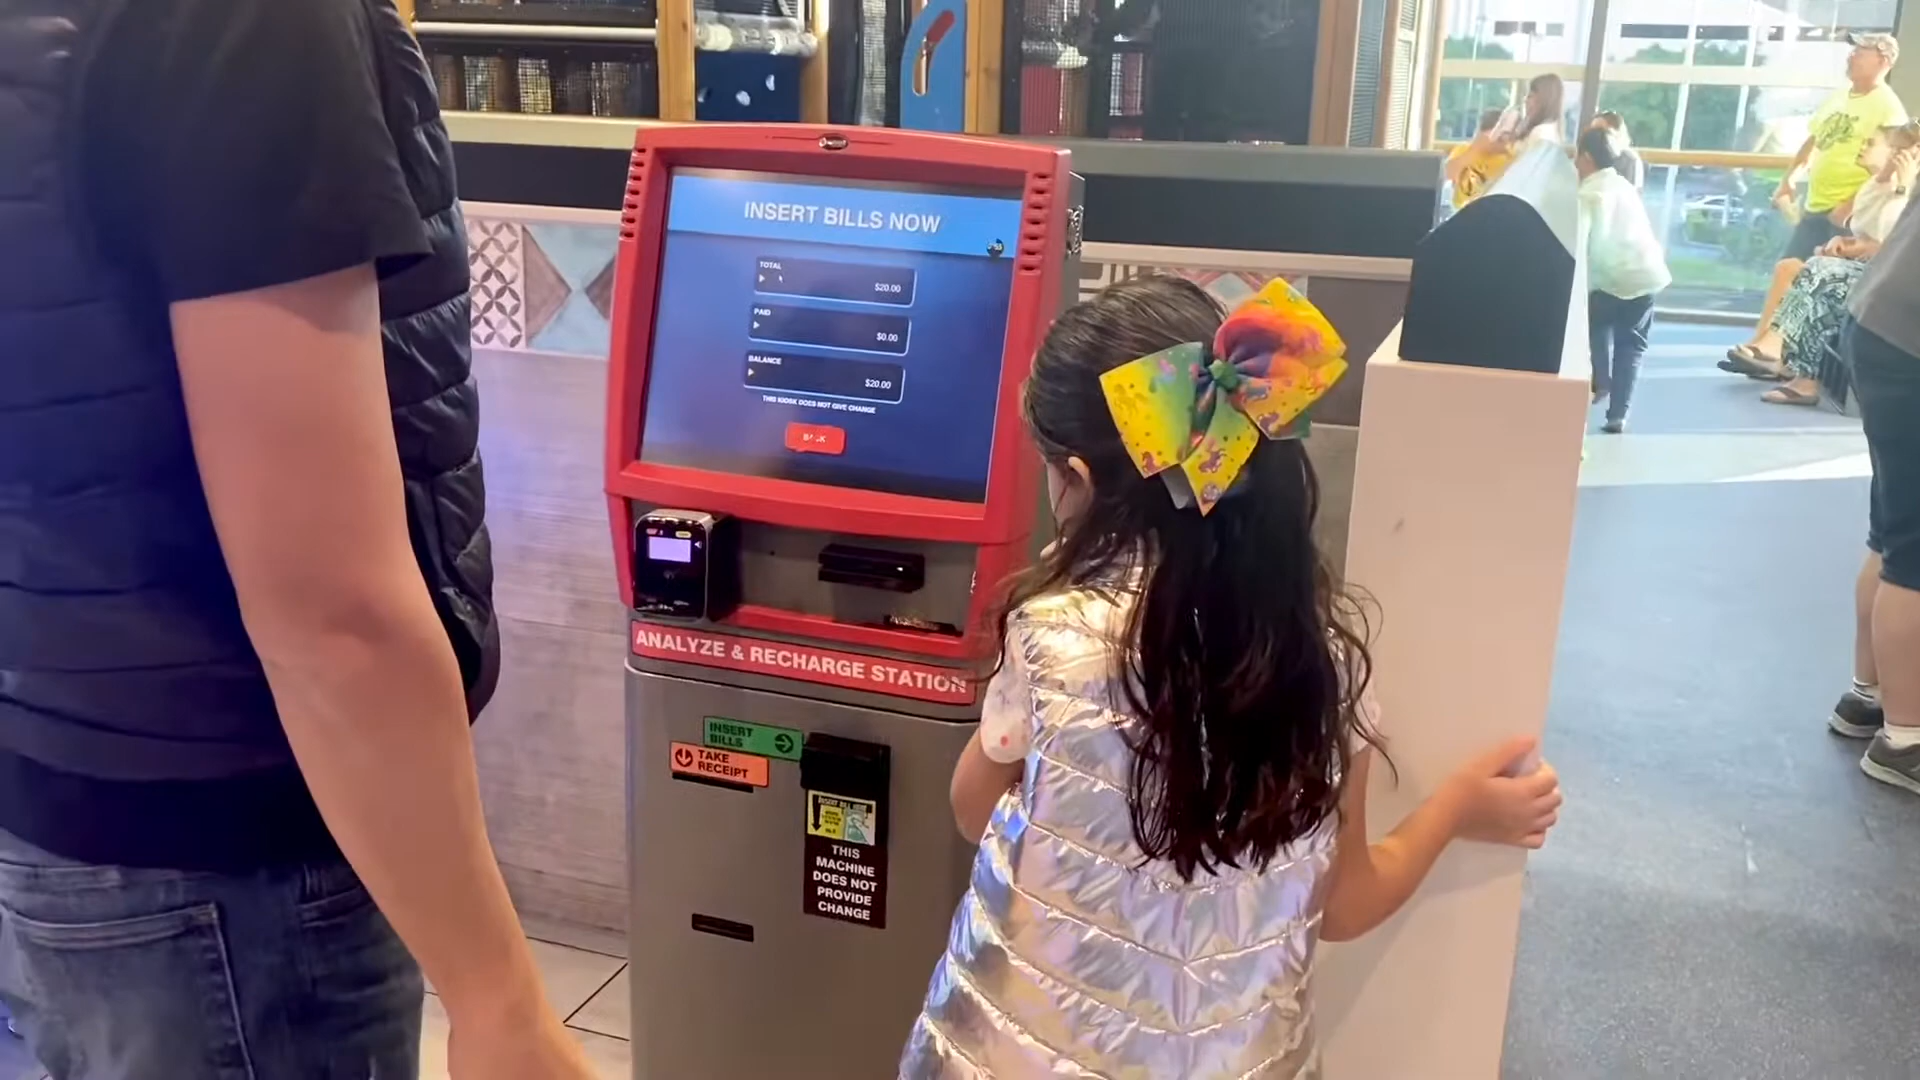 INSERT BILLS NOW
TOTAL
$20.00
PAID
$0.00
BALANCE
$20.00
THIS KIOSK DOES NOT GIVE CHANGE
BACK
ANALYZE & RECHARGE STATION
INSERT
BILLS
TAKE
RECEIPT
THIS
MACHINE
DOES NOT
PROVIDE
CHANGE